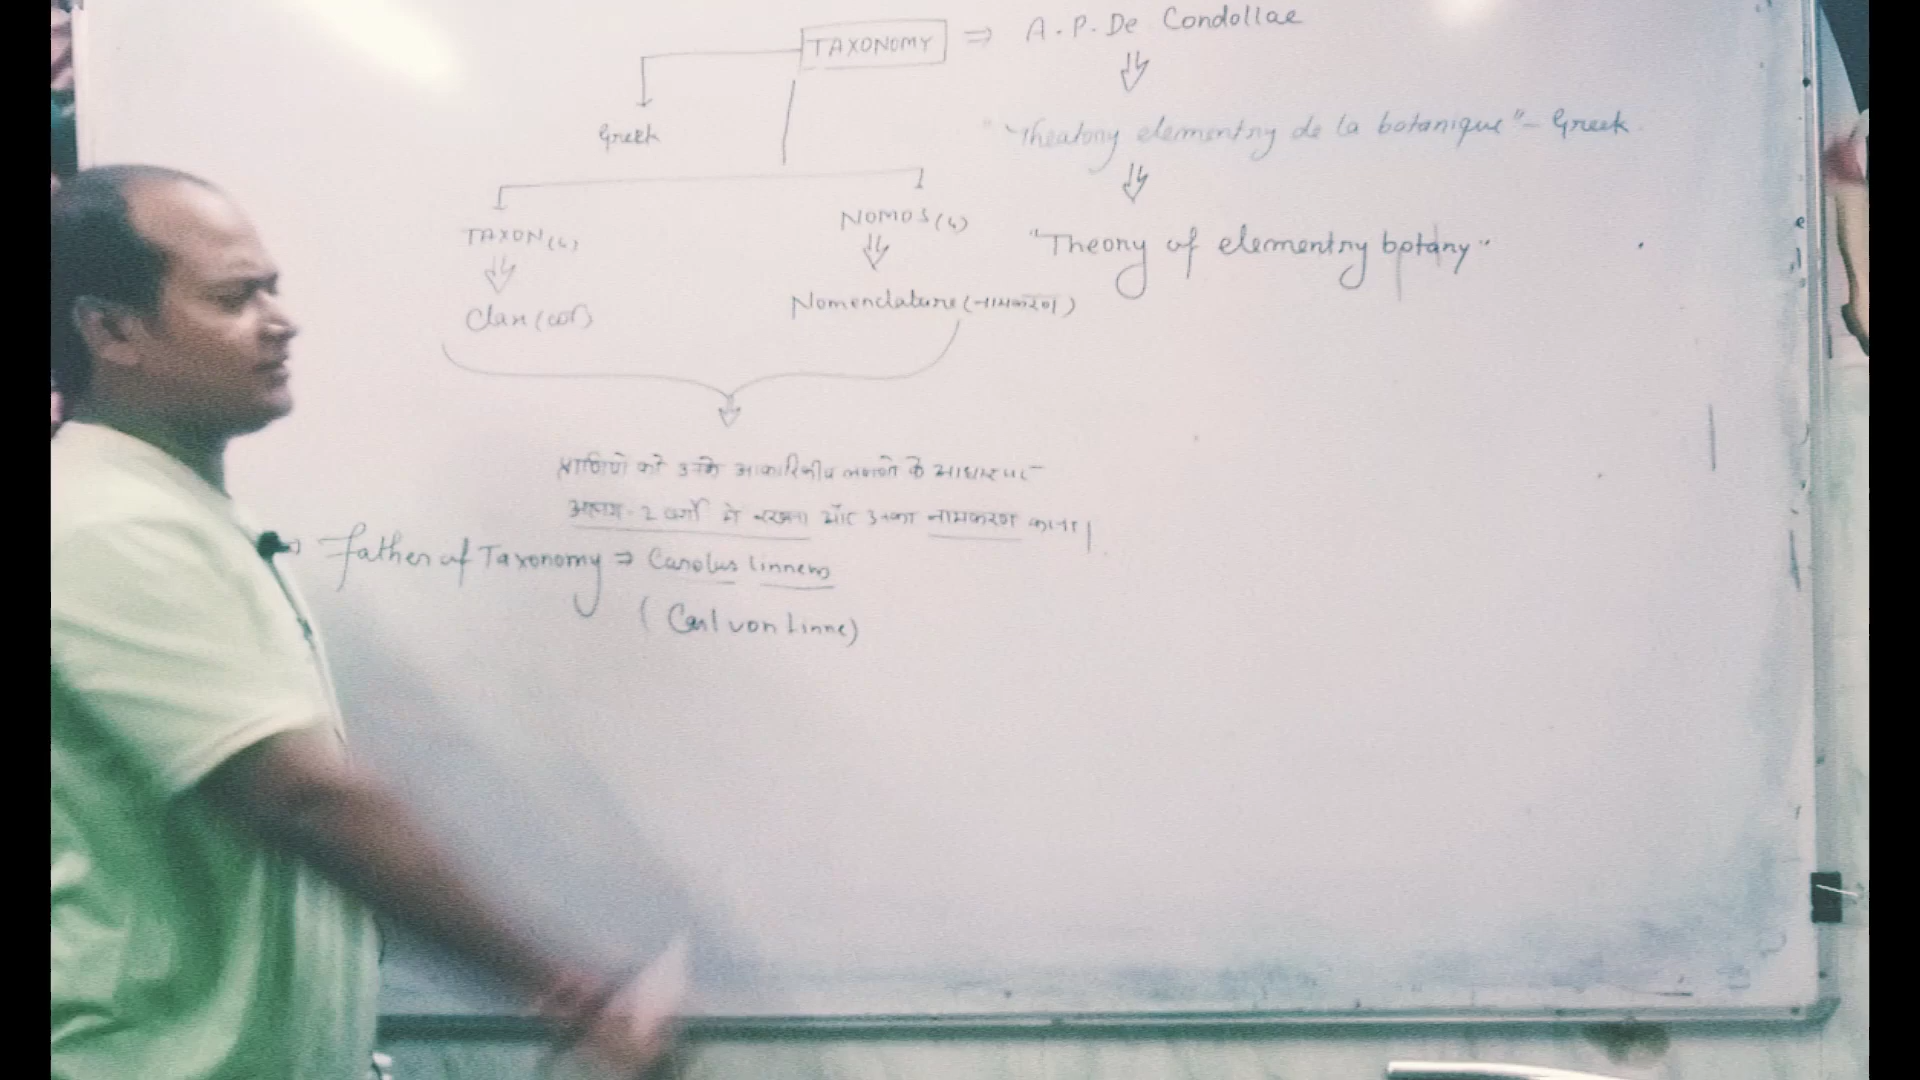 TAXONOMY ⇒ A.P. De Condollae
Greek
"Theatony elementry de la botanique" - Greek
TAXON(G)
NOMOS(G)
"Theory of elementry botany"
Class (वर्ग)
Nomenclature (नामकरण)
प्राणियो को उनके आकारिकीय लक्षणो के आधार पर
अलग-2 वर्गों में रखना और उनका नामकरण करना|
Father of Taxonomy ⇒ Carolus linneus
(Carl von Linne)